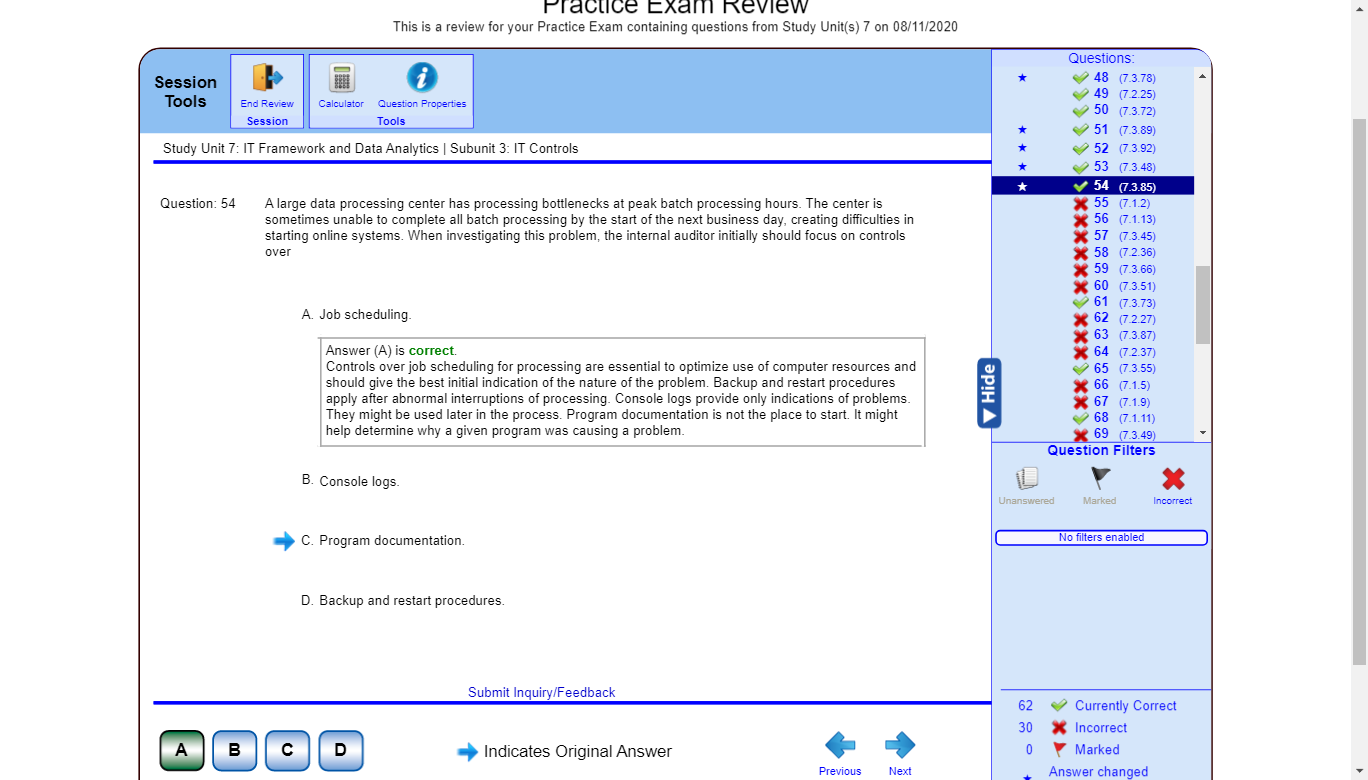 Practice Exam Review
This is a review for your Practice Exam containing questions from Study Unit(s) 7 on 08/11/2020
Session
Tools
End Review
Session
Calculator
Question Properties
Tools
Study Unit 7: IT Framework and Data Analytics | Subunit 3: IT Controls
Question: 54
A large data processing center has processing bottlenecks at peak batch processing hours. The center is
sometimes unable to complete all batch processing by the start of the next business day, creating difficulties in
starting online systems. When investigating this problem, the internal auditor initially should focus on controls
over
A. Job scheduling.
Answer (A) is correct.
Controls over job scheduling for processing are essential to optimize use of computer resources and
should give the best initial indication of the nature of the problem. Backup and restart procedures
apply after abnormal interruptions of processing. Console logs provide only indications of problems.
They might be used later in the process. Program documentation is not the place to start. It might
help determine why a given program was causing a problem.
B. Console logs.
C. Program documentation.
D. Backup and restart procedures.
Submit Inquiry/Feedback
A B C D
Indicates Original Answer
Previous
Next
Hide
Questions:
48 (7.3.78)
49 (7.2.25)
50 (7.3.72)
51 (7.3.89)
52 (7.3.92)
53 (7.3.48)
54 (7.3.85)
55 (7.1.2)
56 (7.1.13)
57 (7.3.45)
58 (7.2.36)
59 (7.3.66)
60 (7.3.51)
61 (7.3.73)
62 (7.2.27)
63 (7.3.87)
64 (7.2.37)
65 (7.3.55)
66 (7.1.5)
67 (7.1.9)
68 (7.1.11)
69 (7.3.49)
Question Filters
Unanswered
Marked
Incorrect
No filters enabled
62 Currently Correct
30 Incorrect
0 Marked
Answer changed